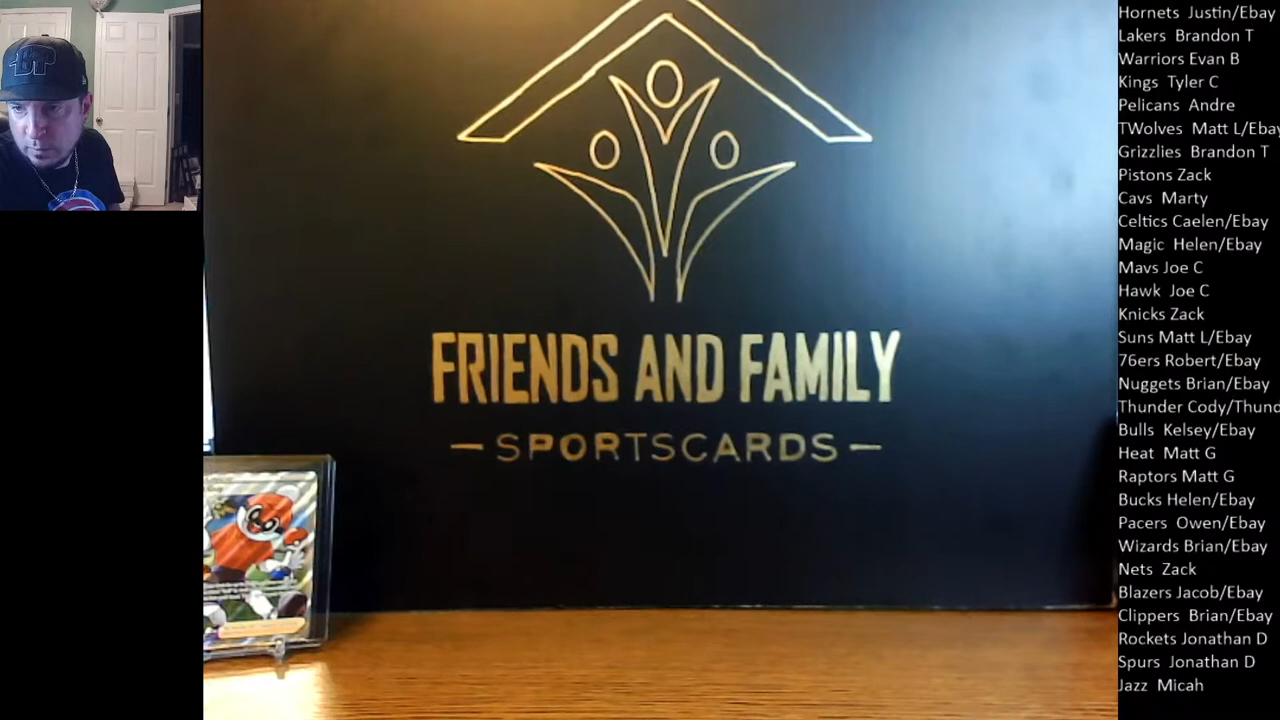 FRIENDS AND FAMILY
— SPORTSCARDS —
Hornets Justin/Ebay
Lakers Brandon T
Warriors Evan B
Kings Tyler C
Pelicans Andre
TWolves Matt L/Ebay
Grizzlies Brandon T
Pistons Zack
Cavs Marty
Celtics Caelen/Ebay
Magic Helen/Ebay
Mavs Joe C
Hawk Joe C
Knicks Zack
Suns Matt L/Ebay
76ers Robert/Ebay
Nuggets Brian/Ebay
Thunder Cody/Thund
Bulls Kelsey/Ebay
Heat Matt G
Raptors Matt G
Bucks Helen/Ebay
Pacers Owen/Ebay
Wizards Brian/Ebay
Nets Zack
Blazers Jacob/Ebay
Clippers Brian/Ebay
Rockets Jonathan D
Spurs Jonathan D
Jazz Micah